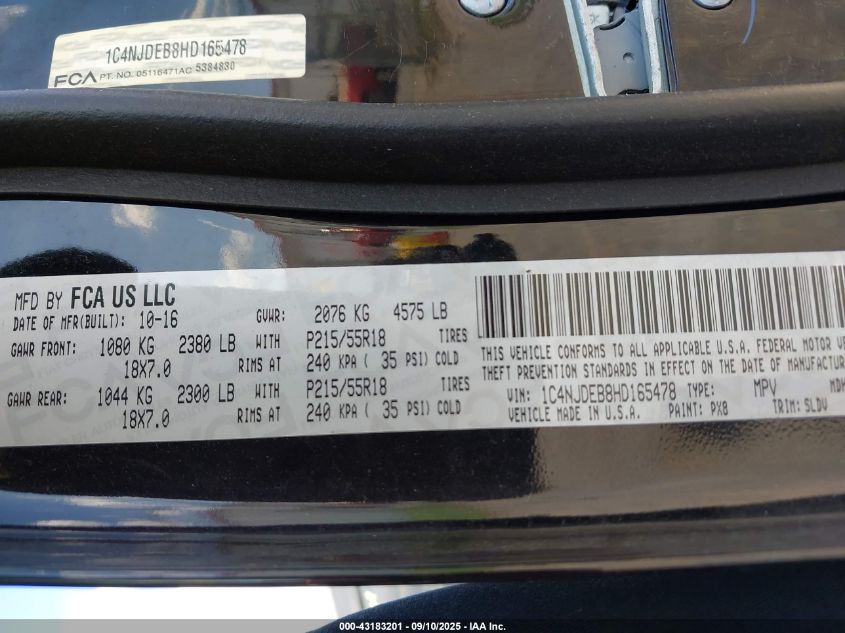 1C4NJDEB8HD165478
FCA PT. NO. 05116471AC 5384830
MFD BY FCA US LLC
DATE OF MFR(BUILT): 10-16 GVWR: 2076 KG 4575 LB
GAWR FRONT: 1080 KG 2380 LB WITH P215/55R18 TIRES
18X7.0 RIMS AT 240 KPA ( 35 PSI) COLD
GAWR REAR: 1044 KG 2300 LB WITH P215/55R18 TIRES
18X7.0 RIMS AT 240 KPA ( 35 PSI) COLD
THIS VEHICLE CONFORMS TO ALL APPLICABLE U.S.A. FEDERAL MOTOR
THEFT PREVENTION STANDARDS IN EFFECT ON THE DATE OF
VIN: 1C4NJDEB8HD165478 TYPE: MPV
VEHICLE MADE IN U.S.A. PAINT: PX8 TRIM: SLDV
000-43183201 - 09/10/2025 - IAA Inc.